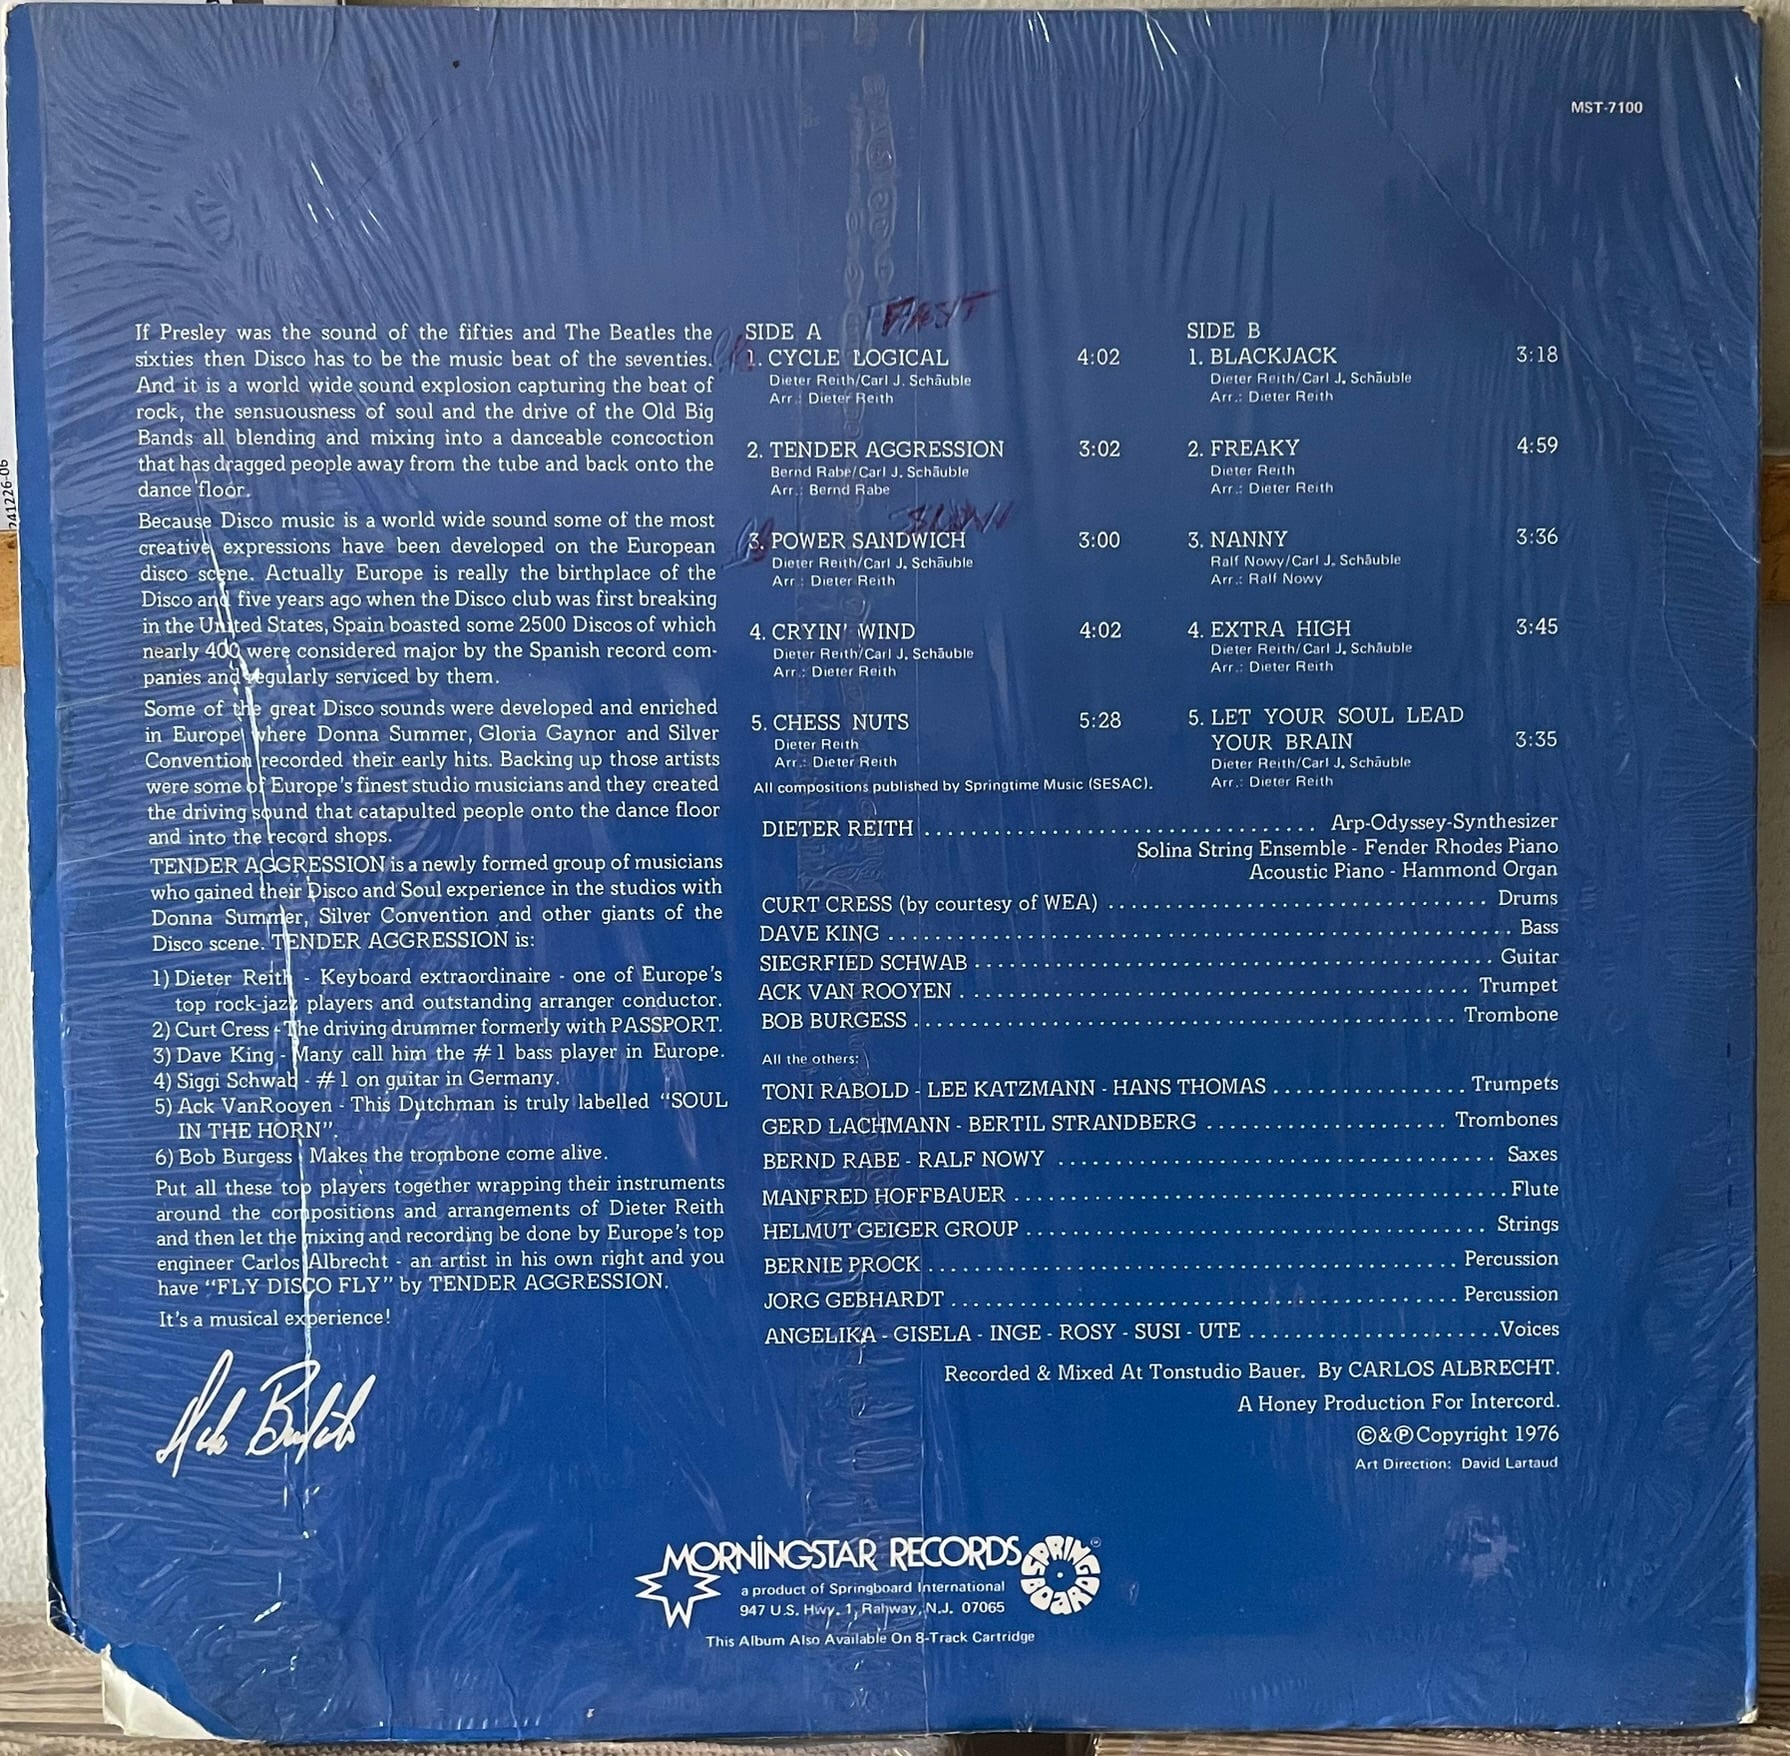 MST-7100
If Presley was the sound of the fifties and The Beatles the
sixties then Disco has to be the music beat of the seventies.
And it is a world wide sound explosion capturing the beat of
rock, the sensuousness of soul and the drive of the Old Big
Bands all blending and mixing into a danceable concoction
that has dragged people away from the tube and back onto the
dance floor.
Because Disco music is a world wide sound some of the most
creative expressions have been developed on the European
disco scene. Actually Europe is really the birthplace of the
Disco and five years ago when the Disco club was first breaking
in the United States, Spain boasted some 2500 Discos of which
nearly 400 were considered major by the Spanish record com-
panies and regularly serviced by them.
Some of the great Disco sounds were developed and enriched
in Europe where Donna Summer, Gloria Gaynor and Silver
Convention recorded their early hits. Backing up those artists
were some of Europe's finest studio musicians and they created
the driving sound that catapulted people onto the dance floor
and into the record shops.
TENDER AGGRESSION is a newly formed group of musicians
who gained their Disco and Soul experience in the studios with
Donna Summer, Silver Convention and other giants of the
Disco scene. TENDER AGGRESSION is:
1) Dieter Reith - Keyboard extraordinaire - one of Europe's
top rock-jazz players and outstanding arranger conductor.
2) Curt Cress - The driving drummer formerly with PASSPORT.
3) Dave King - Many call him the #1 bass player in Europe.
4) Siggi Schwab - #1 on guitar in Germany.
5) Ack VanRooyen - This Dutchman is truly labelled "SOUL
IN THE HORN".
6) Bob Burgess - Makes the trombone come alive.
Put all these top players together wrapping their instruments
around the compositions and arrangements of Dieter Reith
and then let the mixing and recording be done by Europe's top
engineer Carlos Albrecht - an artist in his own right and you
have "FLY DISCO FLY" by TENDER AGGRESSION.
It's a musical experience!
SIDE A
1. CYCLE LOGICAL 4:02
Dieter Reith/Carl J. Schäuble
Arr.: Dieter Reith
2. TENDER AGGRESSION 3:02
Bernd Rabe/Carl J. Schäuble
Arr.: Bernd Rabe
3. POWER SANDWICH 3:00
Dieter Reith/Carl J. Schäuble
Arr.: Dieter Reith
4. CRYIN' WIND 4:02
Dieter Reith/Carl J. Schäuble
Arr.: Dieter Reith
5. CHESS NUTS 5:28
Dieter Reith
Arr.: Dieter Reith
All compositions published by Springtime Music (SESAC).
SIDE B
1. BLACKJACK 3:18
Dieter Reith/Carl J. Schäuble
Arr.: Dieter Reith
2. FREAKY 4:59
Dieter Reith
Arr.: Dieter Reith
3. NANNY 3:36
Ralf Nowy/Carl J. Schäuble
Arr.: Ralf Nowy
4. EXTRA HIGH 3:45
Dieter Reith/Carl J. Schäuble
Arr.: Dieter Reith
5. LET YOUR SOUL LEAD
YOUR BRAIN 3:35
Dieter Reith/Carl J. Schäuble
Arr.: Dieter Reith
DIETER REITH Arp-Odyssey-Synthesizer
Solina String Ensemble - Fender Rhodes Piano
Acoustic Piano - Hammond Organ
CURT CRESS (by courtesy of WEA) Drums
DAVE KING Bass
SIEGRFIED SCHWAB Guitar
ACK VAN ROOYEN Trumpet
BOB BURGESS Trombone
All the others:
TONI RABOLD - LEE KATZMANN - HANS THOMAS Trumpets
GERD LACHMANN - BERTIL STRANDBERG Trombones
BERND RABE - RALF NOWY Saxes
MANFRED HOFFBAUER Flute
HELMUT GEIGER GROUP Strings
BERNIE PROCK Percussion
JORG GEBHARDT Percussion
ANGELIKA - GISELA - INGE - ROSY - SUSI - UTE Voices
Recorded & Mixed At Tonstudio Bauer. By CARLOS ALBRECHT.
A Honey Production For Intercord.
©&℗ Copyright 1976
Art Direction: David Lartaud
MORNINGSTAR RECORDS
SPRINGBOARD
a product of Springboard International
947 U.S. Hwy. 1, Rahway, N.J. 07065
This Album Also Available On 8-Track Cartridge